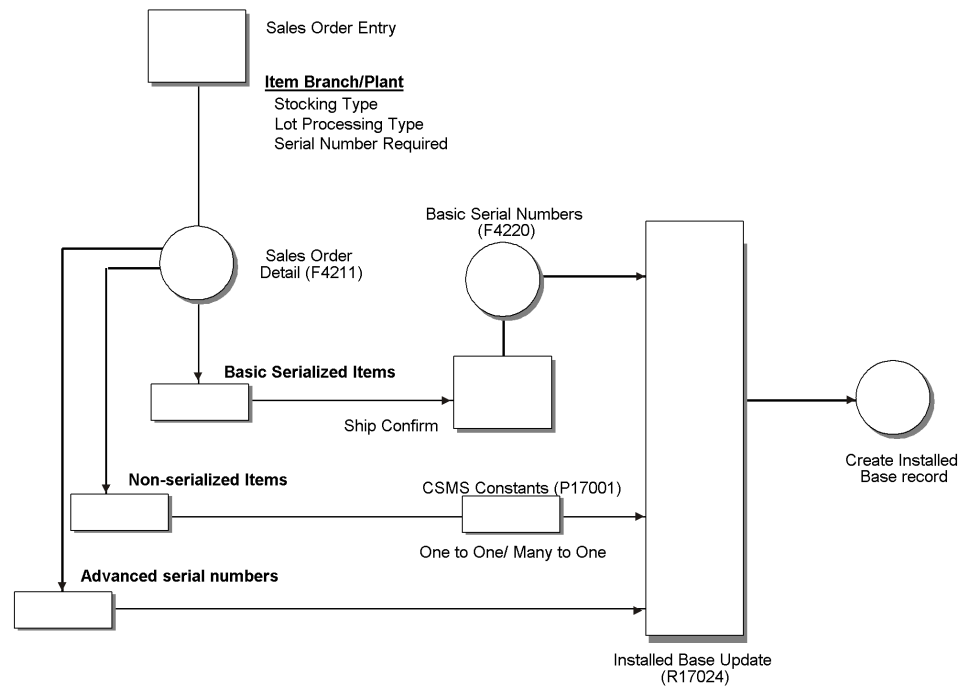 Sales Order Entry
Item Branch/Plant
Stocking Type
Lot Processing Type
Serial Number Required
Basic Serial Numbers
(F4220)
Sales Order
Detail (F4211)
Basic Serialized Items
Ship Confirm
Create Installed
Base record
Non-serialized Items
CSMS Constants (P17001)
One to One/ Many to One
Advanced serial numbers
Installed Base Update
(R17024)